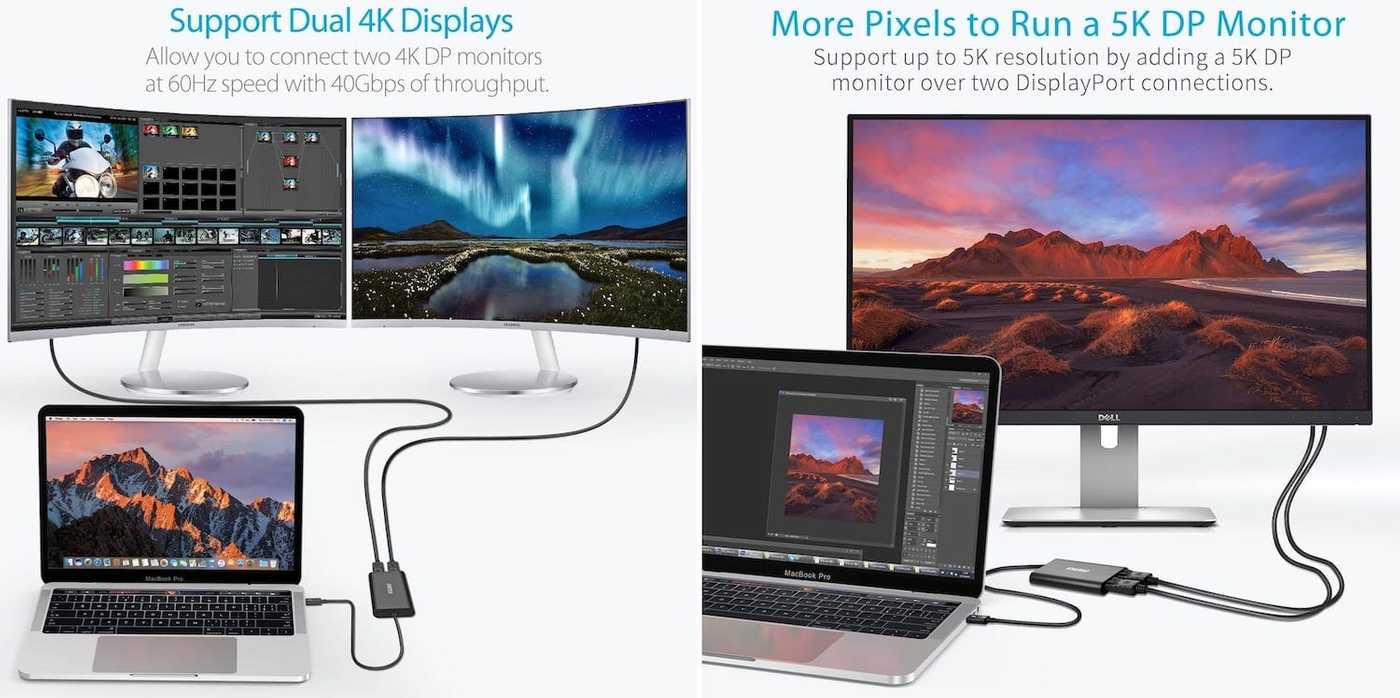 Support Dual 4K Displays
Allow you to connect two 4K DP monitors
at 60Hz speed with 40Gbps of throughput.
MacBook Pro
More Pixels to Run a 5K DP Monitor
Support up to 5K resolution by adding a 5K DP
monitor over two DisplayPort connections.
DELL
MacBook Pro